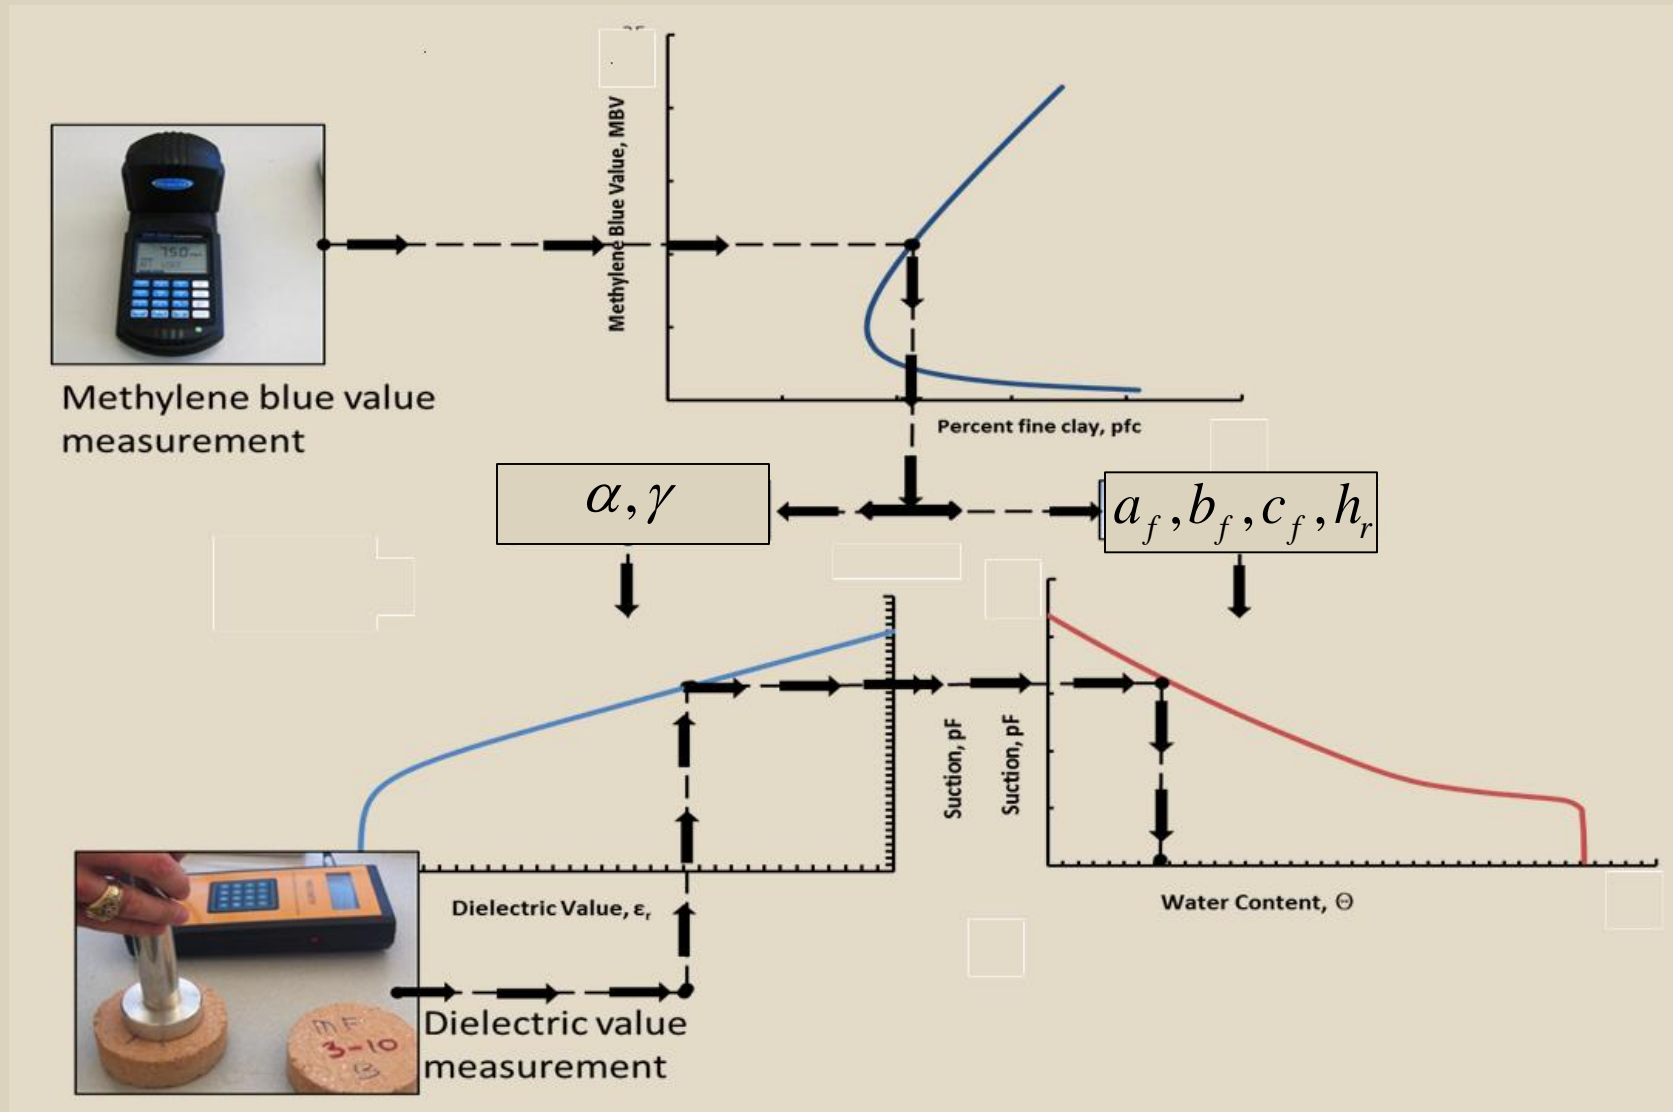 Methylene Blue Value, MBV
750
Methylene blue value
measurement
Percent fine clay, pfc
α,γ
a_f,b_f,c_f,h_r
Suction, pF
Suction, pF
Dielectric Value, ε_r
Water Content, Θ
MF
3-10
B
Dielectric value
measurement